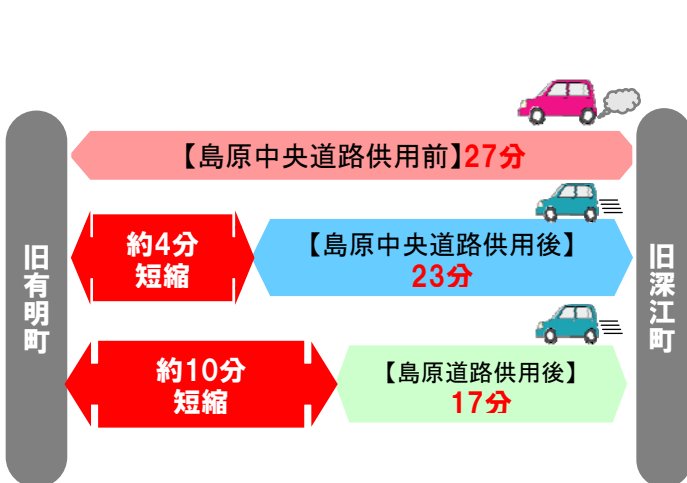 【島原中央道路供用前】27分
旧有明町
約4分
短縮
【島原中央道路供用後】
23分
旧深江町
約10分
短縮
【島原道路供用後】
17分